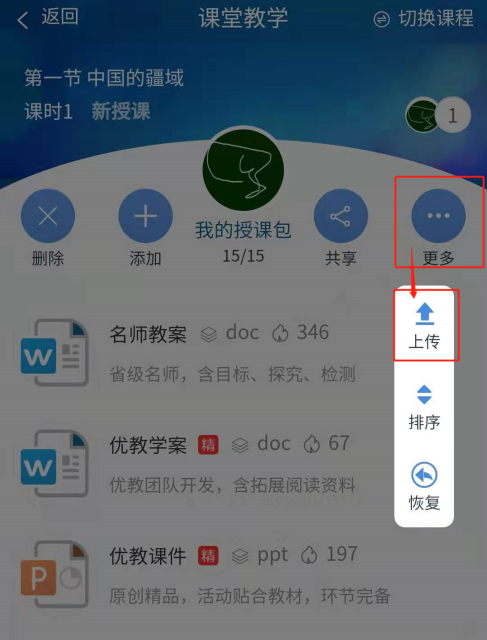 返回
课堂教学
切换课程
第一节 中国的疆域
课时1 新授课
1
我的授课包
15/15
删除
添加
共享
更多
上传
排序
恢复
名师教案 doc 346
省级名师，含目标、探究、检测
优教学案 精 doc 67
优教团队开发，含拓展阅读资料
优教课件 精 ppt 197
原创精品，活动贴合教材，环节完备